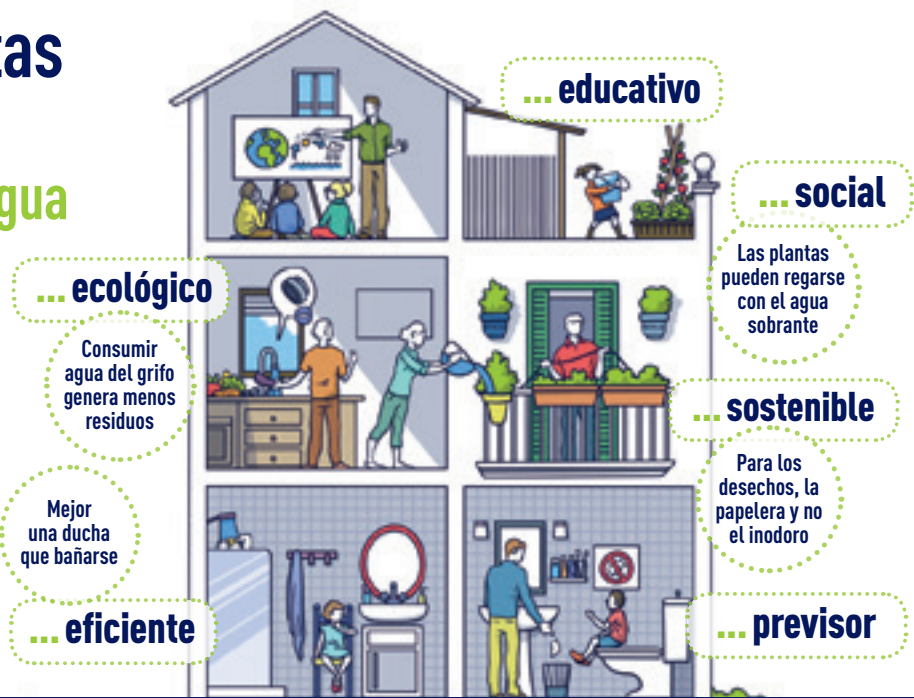 tas
gua
... educativo
... social
Las plantas
pueden regarse
con el agua
sobrante
... ecológico
Consumir
agua del grifo
genera menos
residuos
... sostenible
Para los
desechos, la
papelera y no
el inodoro
Mejor
una ducha
que bañarse
... eficiente
... previsor